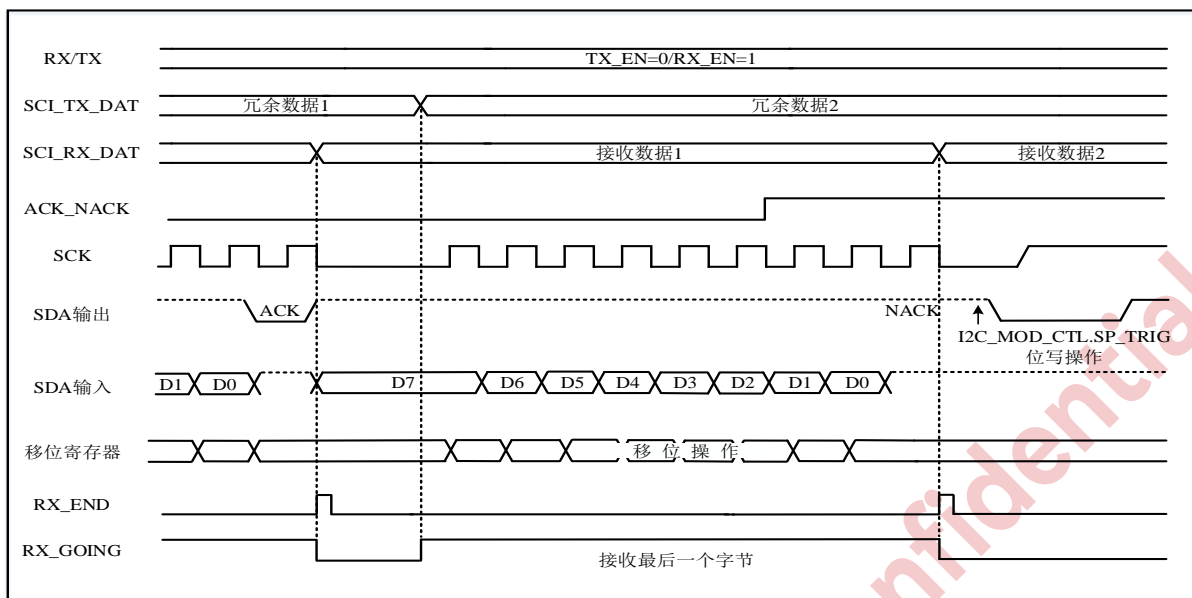 RX/TX TX_EN=0/RX_EN=1
SCI_TX_DAT 冗余数据1 冗余数据2
SCI_RX_DAT 接收数据1 接收数据2
ACK_NACK
SCK
SDA输出 ACK NACK
I2C_MOD_CTL.SP_TRIG
位写操作
SDA输入 D1 D0 D7 D6 D5 D4 D3 D2 D1 D0
移位寄存器 移 位 操 作
RX_END
RX_GOING 接收最后一个字节
nfidential